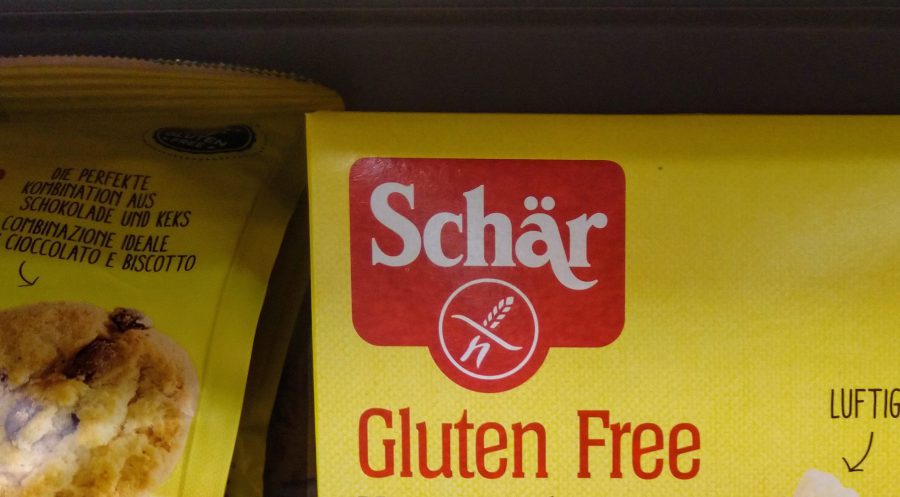 DIE PERFEKTE
KOMBINATION AUS
SCHOKOLADE UND KEKS
COMBINAZIONE IDEALE
CIOCCOLATO E BISCOTTO
Schär
Gluten Free
LUFTIG